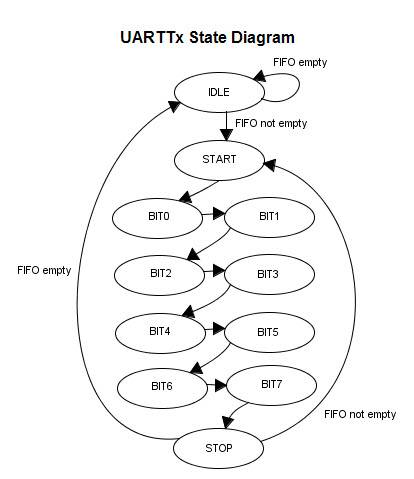 UARTTx State Diagram
FIFO empty
IDLE
FIFO not empty
START
BIT0
BIT1
BIT2
BIT3
FIFO empty
BIT4
BIT5
BIT6
BIT7
FIFO not empty
STOP